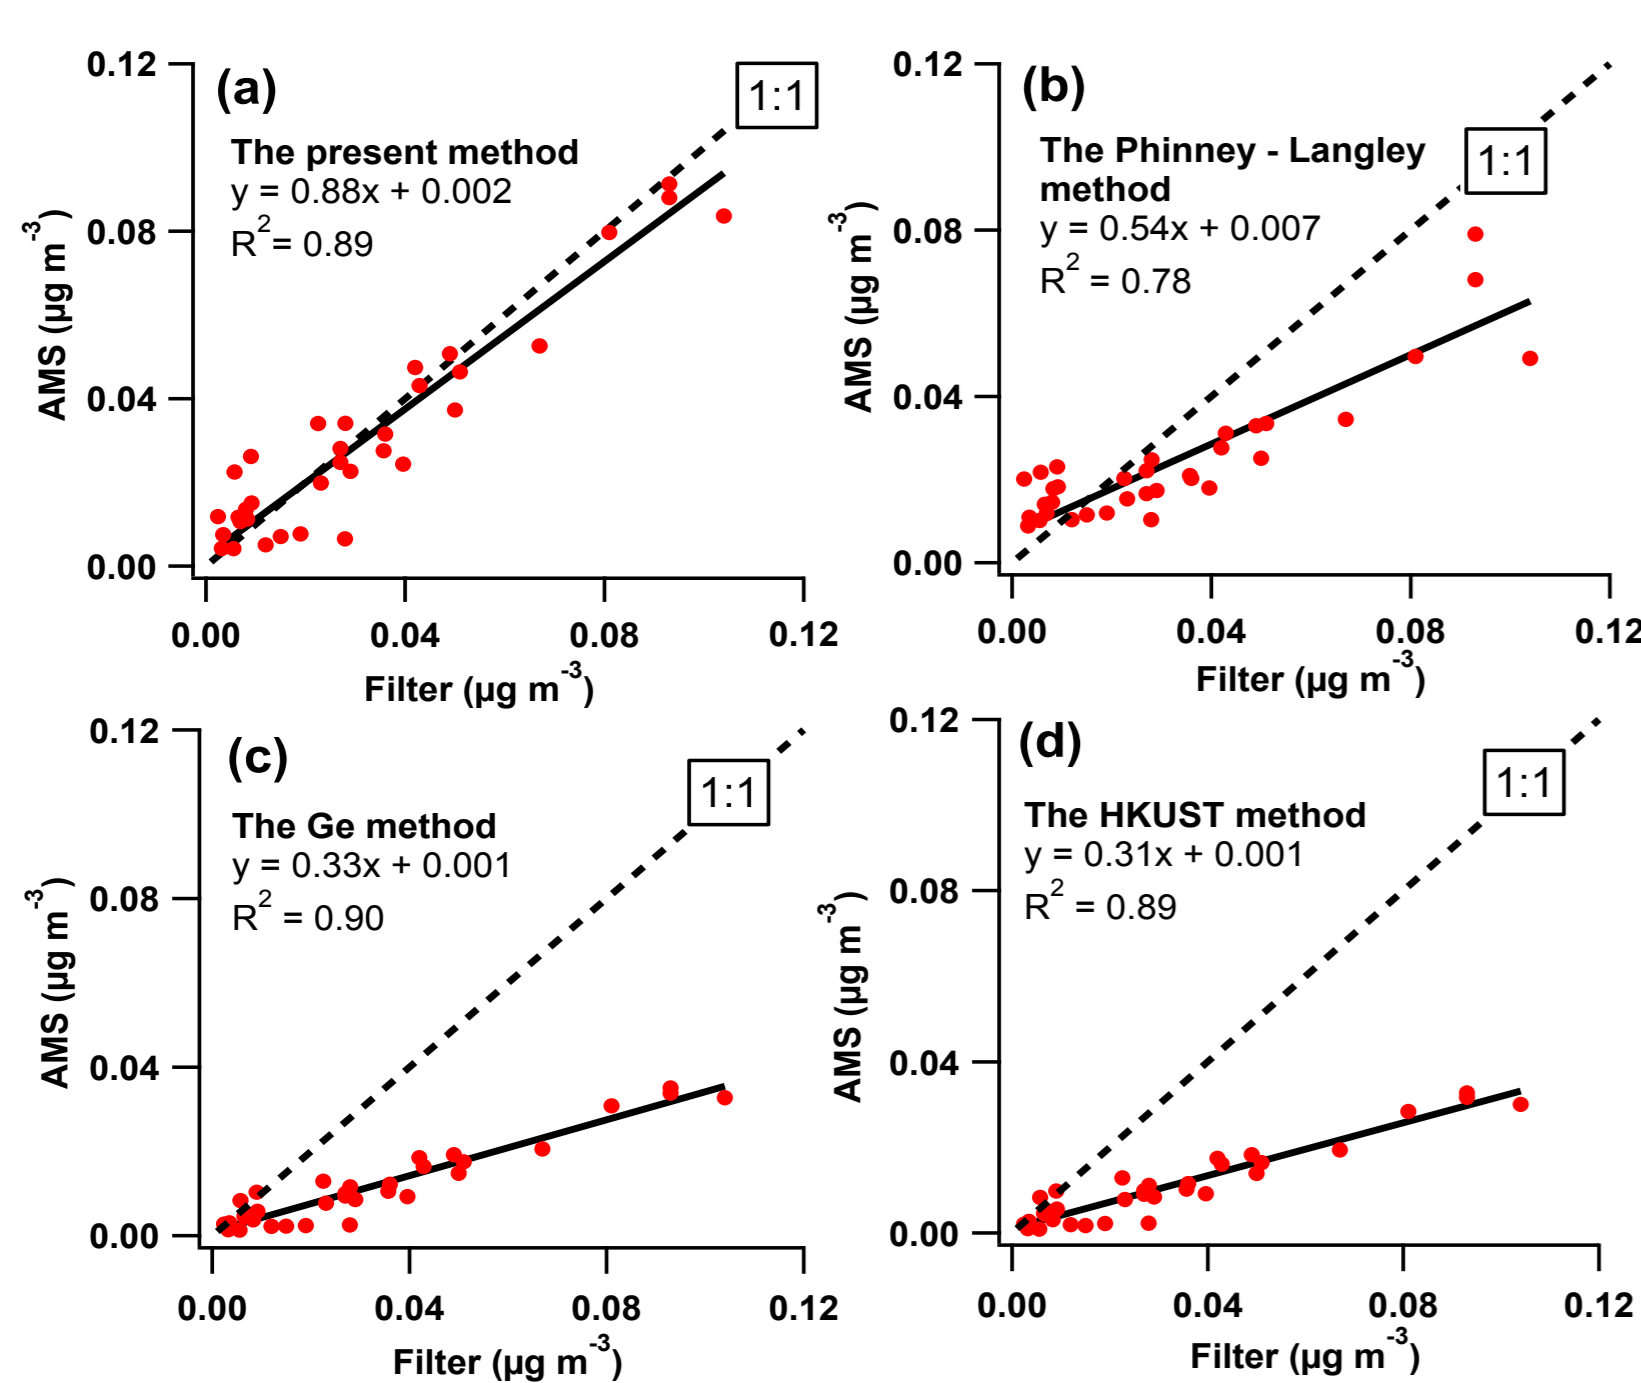 (a)
The present method
y = 0.88x + 0.002
R²= 0.89
1:1
0.12
0.08
0.04
0.00
AMS (µg m⁻³)
0.00 0.04 0.08 0.12
Filter (µg m⁻³)
(b)
The Phinney - Langley
method
y = 0.54x + 0.007
R² = 0.78
1:1
0.12
0.08
0.04
0.00
AMS (µg m⁻³)
0.00 0.04 0.08 0.12
Filter (µg m⁻³)
(c)
The Ge method
y = 0.33x + 0.001
R² = 0.90
1:1
0.12
0.08
0.04
0.00
AMS (µg m⁻³)
0.00 0.04 0.08 0.12
Filter (µg m⁻³)
(d)
The HKUST method
y = 0.31x + 0.001
R² = 0.89
1:1
0.12
0.08
0.04
0.00
AMS (µg m⁻³)
0.00 0.04 0.08 0.12
Filter (µg m⁻³)